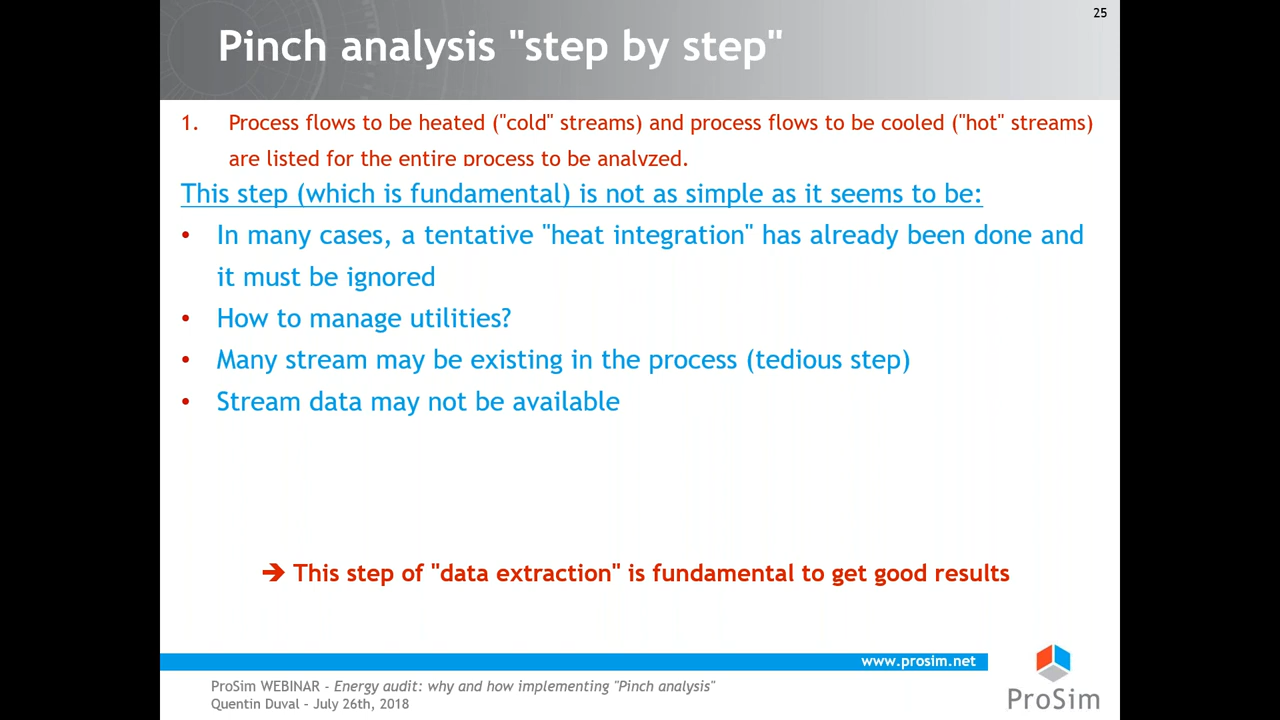 25
Pinch analysis "step by step"
1. Process flows to be heated ("cold" streams) and process flows to be cooled ("hot" streams)
are listed for the entire process to be analyzed.
This step (which is fundamental) is not as simple as it seems to be:
• In many cases, a tentative "heat integration" has already been done and
it must be ignored
• How to manage utilities?
• Many stream may be existing in the process (tedious step)
• Stream data may not be available
➔ This step of "data extraction" is fundamental to get good results
www.prosim.net
ProSim WEBINAR - Energy audit: why and how implementing "Pinch analysis"
Quentin Duval – July 26th, 2018
ProSim